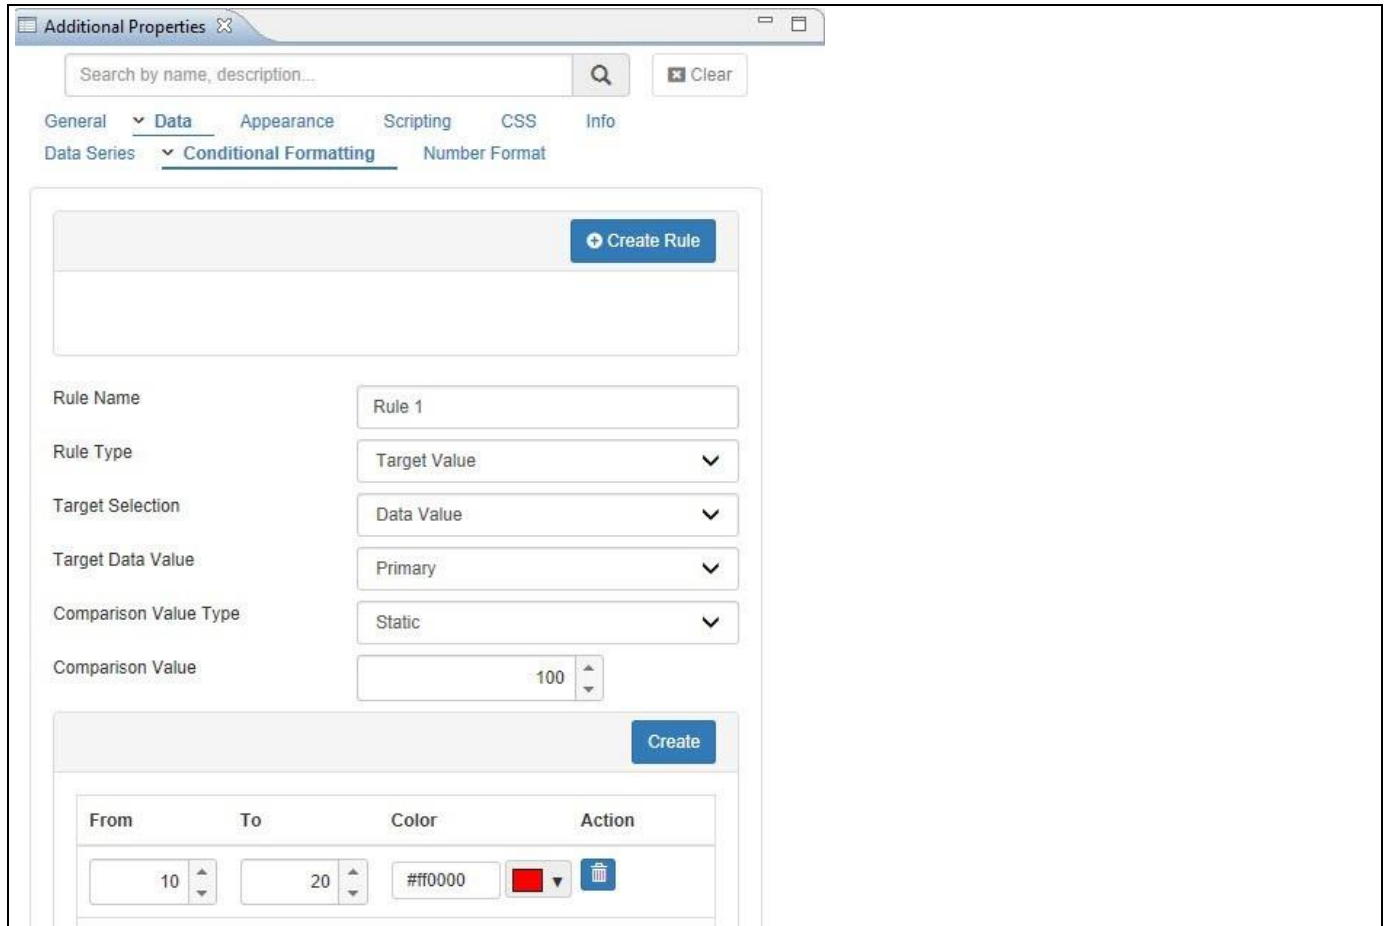 Additional Properties
Search by name, description...
Clear
General Data Appearance Scripting CSS Info
Data Series Conditional Formatting Number Format
Create Rule
Rule Name Rule 1
Rule Type Target Value
Target Selection Data Value
Target Data Value Primary
Comparison Value Type Static
Comparison Value 100
Create
From To Color Action
10 20 #ff0000